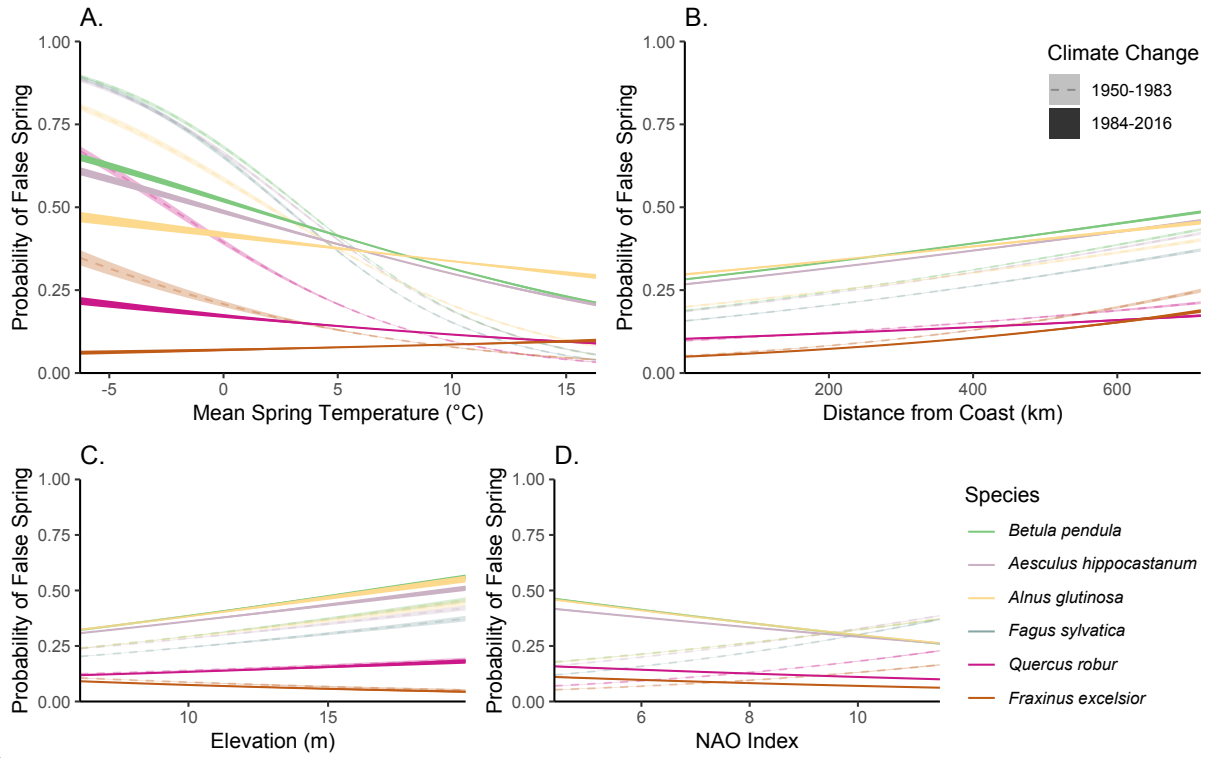 A.
Probability of False Spring
1.00
0.75
0.50
0.25
0.00
-5 0 5 10 15
Mean Spring Temperature (°C)
B.
Probability of False Spring
1.00
0.75
0.50
0.25
0.00
200 400 600
Distance from Coast (km)
Climate Change
1950-1983
1984-2016
C.
Probability of False Spring
1.00
0.75
0.50
0.25
0.00
10 15
Elevation (m)
D.
Probability of False Spring
1.00
0.75
0.50
0.25
0.00
6 8 10
NAO Index
Species
Betula pendula
Aesculus hippocastanum
Alnus glutinosa
Fagus sylvatica
Quercus robur
Fraxinus excelsior